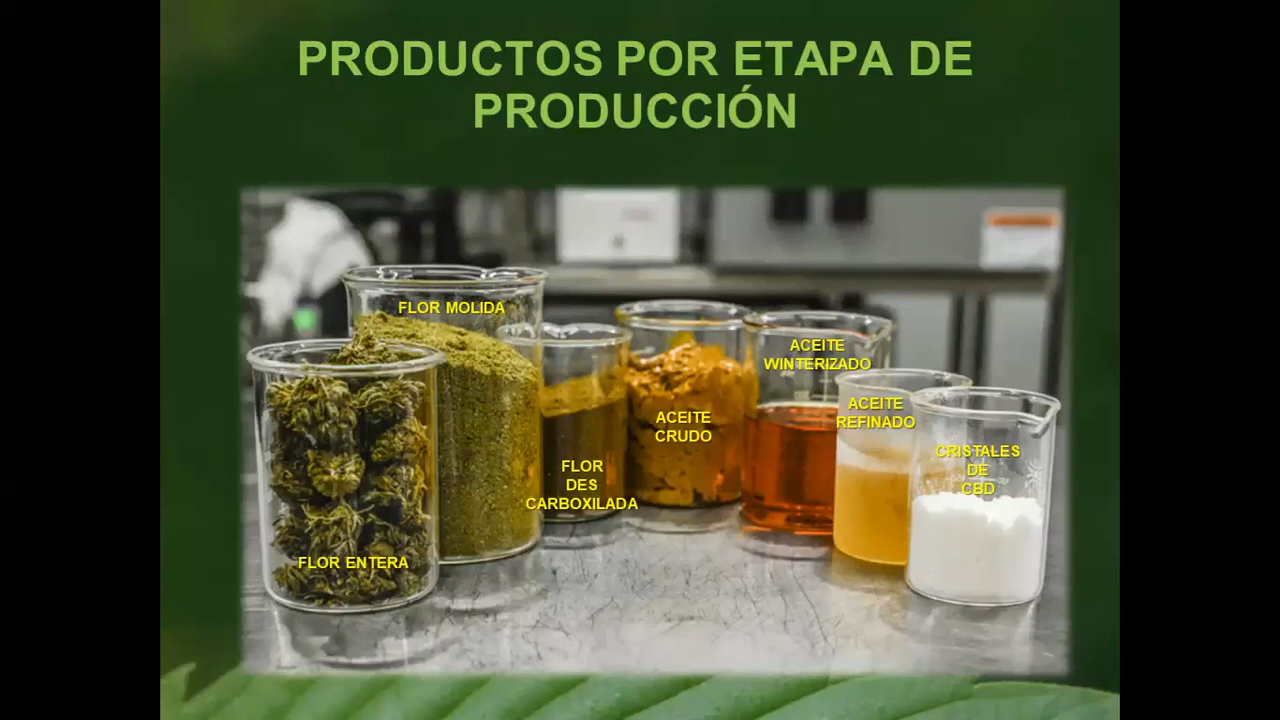 PRODUCTOS POR ETAPA DE
PRODUCCIÓN
FLOR MOLIDA
ACEITE
WINTERIZADO
ACEITE
REFINADO
ACEITE
CRUDO
CRISTALES
DE
CBD
FLOR
DES
CARBOXILADA
FLOR ENTERA